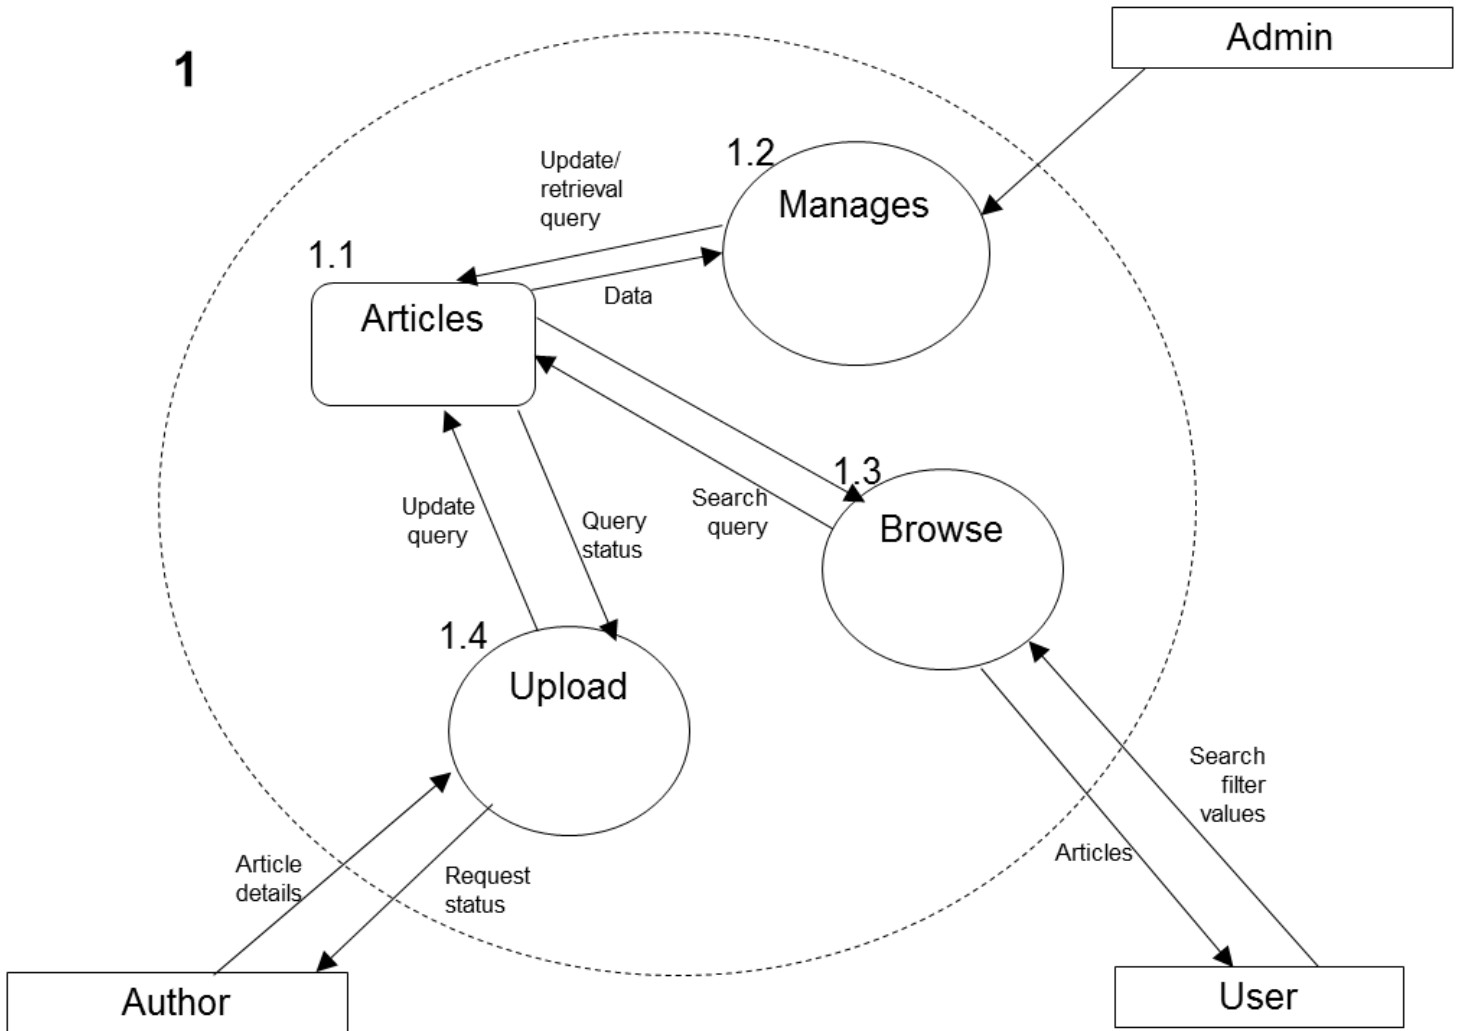 Admin
1
1.2
Update/
retrieval
query
Manages
1.1
Data
Articles
1.3
Search
query
Browse
Update
query
Query
status
1.4
Upload
Search
filter
values
Articles
Article
details
Request
status
Author
User